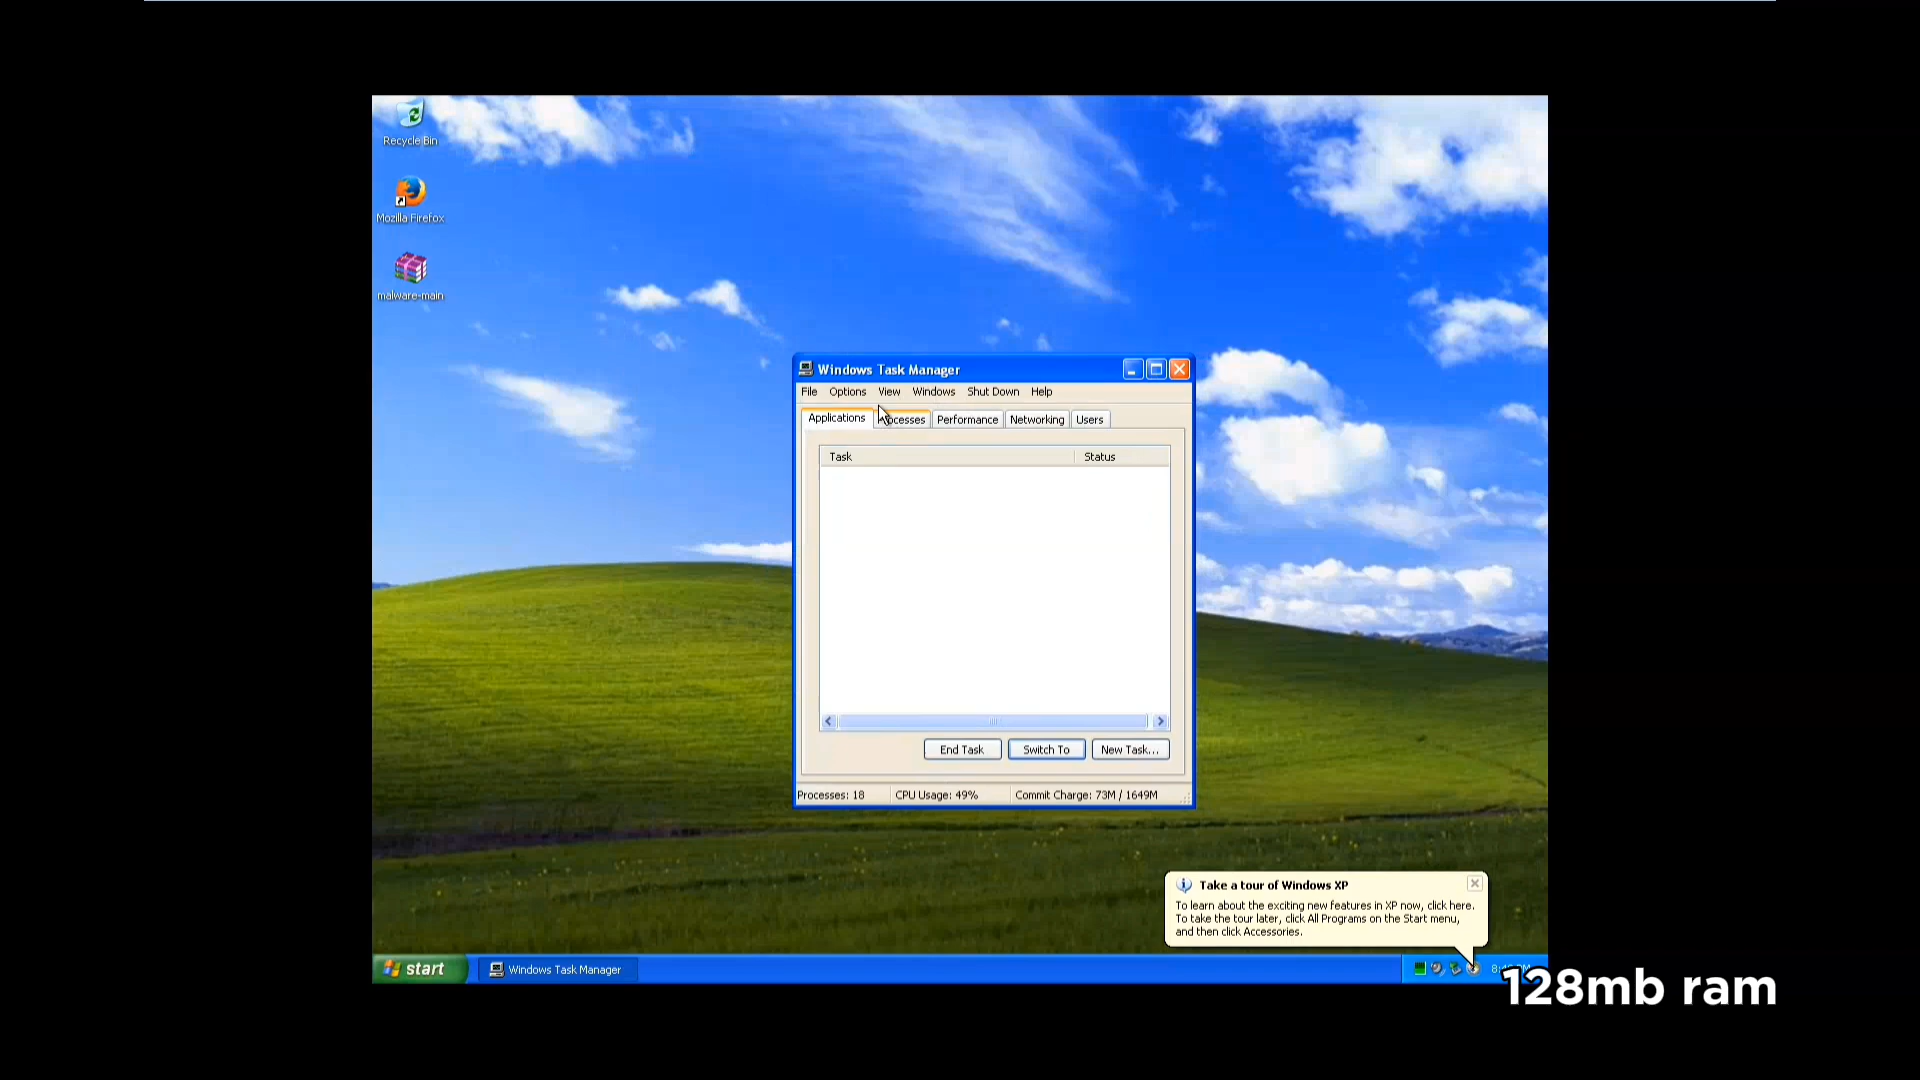 Recycle Bin
Mozilla Firefox
malware-main
Windows Task Manager
File Options View Windows Shut Down Help
Applications Processes Performance Networking Users
Task Status
End Task Switch To New Task...
Processes: 18 CPU Usage: 49% Commit Charge: 73M / 1649M
Take a tour of Windows XP
To learn about the exciting new features in XP now, click here.
To take the tour later, click All Programs on the Start menu,
and then click Accessories.
start Windows Task Manager
128mb ram